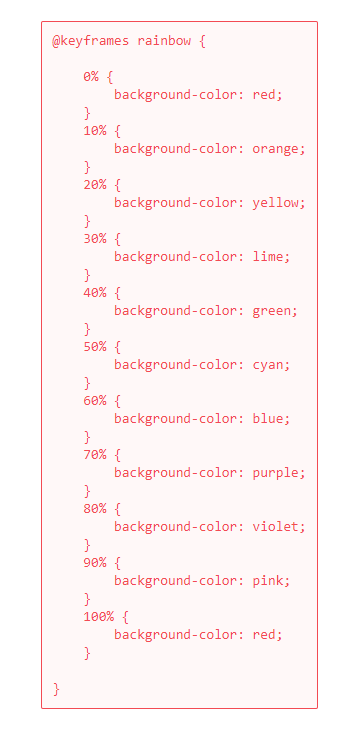 @keyframes rainbow {
    0% {
        background-color: red;
    }
    10% {
        background-color: orange;
    }
    20% {
        background-color: yellow;
    }
    30% {
        background-color: lime;
    }
    40% {
        background-color: green;
    }
    50% {
        background-color: cyan;
    }
    60% {
        background-color: blue;
    }
    70% {
        background-color: purple;
    }
    80% {
        background-color: violet;
    }
    90% {
        background-color: pink;
    }
    100% {
        background-color: red;
    }
}